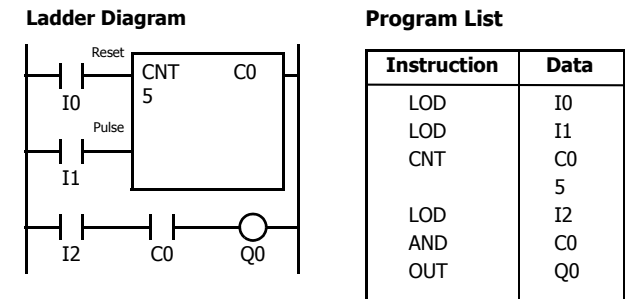 Ladder Diagram
Reset
CNT C0
5
I0
Pulse
I1
I2 C0 Q0
Program List
Instruction Data
LOD I0
LOD I1
CNT C0
5
LOD I2
AND C0
OUT Q0